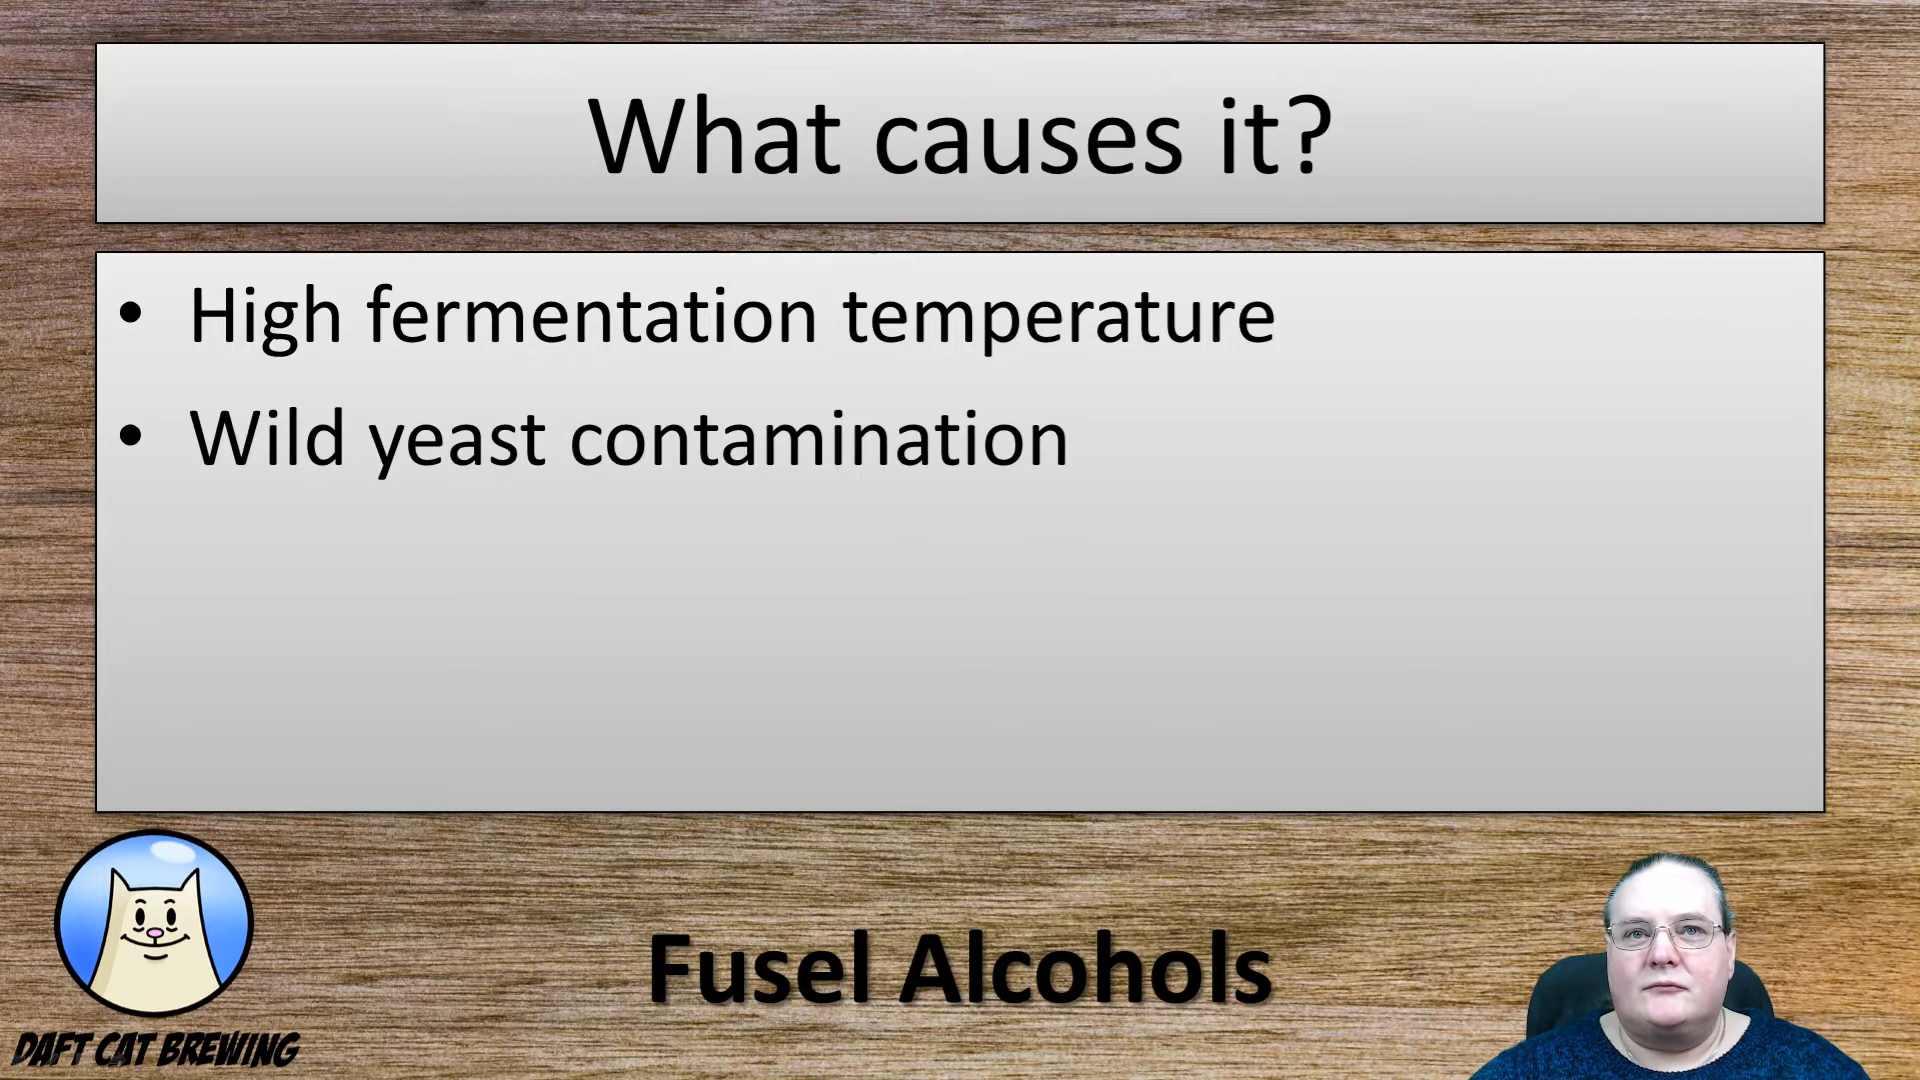 What causes it?
• High fermentation temperature
• Wild yeast contamination
Fusel Alcohols
DAFT CAT BREWING